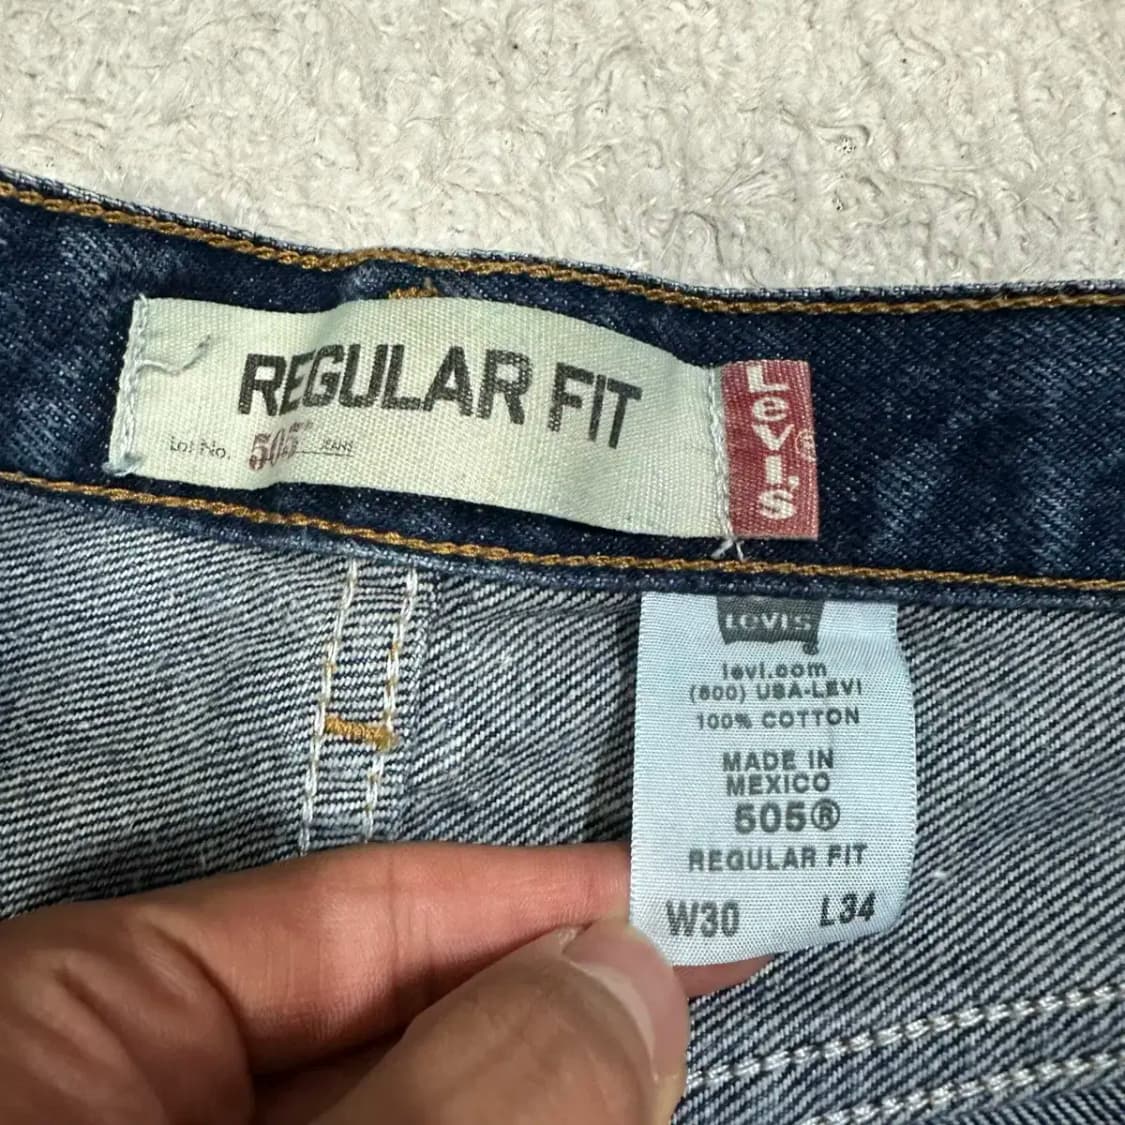 REGULAR FIT
Lot No. 505® JEANS
LEVI'S®
LEVI'S®
levi.com
(800) USA-LEVI
100% COTTON
MADE IN
MEXICO
505®
REGULAR FIT
W30 L34